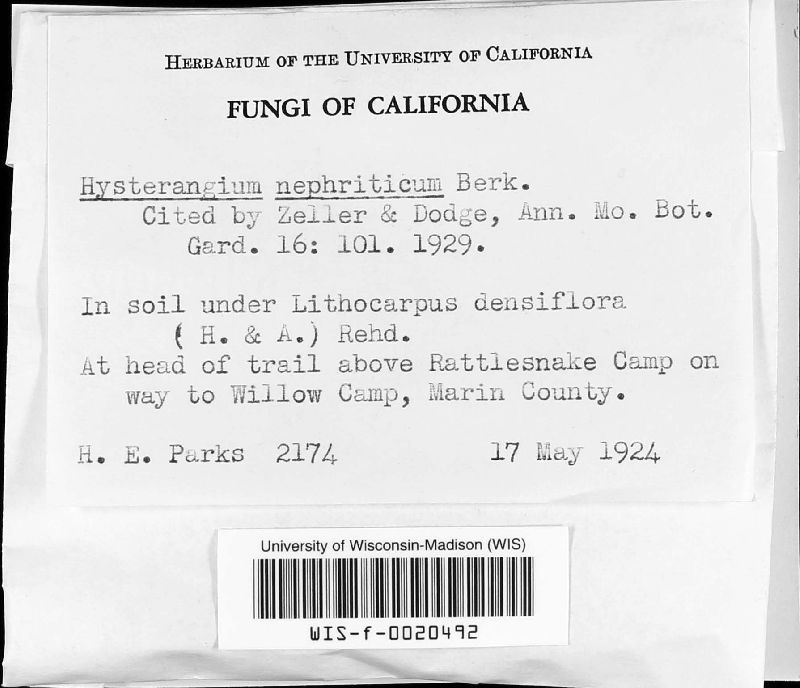 HERBARIUM OF THE UNIVERSITY OF CALIFORNIA
FUNGI OF CALIFORNIA
Hysterangium nephriticum Berk.
Cited by Zeller & Dodge, Ann. Mo. Bot.
Gard. 16: 101. 1929.
In soil under Lithocarpus densiflora
( H. & A.) Rehd.
At head of trail above Rattlesnake Camp on
way to Willow Camp, Marin County.
H. E. Parks 2174 17 May 1924
University of Wisconsin-Madison (WIS)
WIS-f-0020492